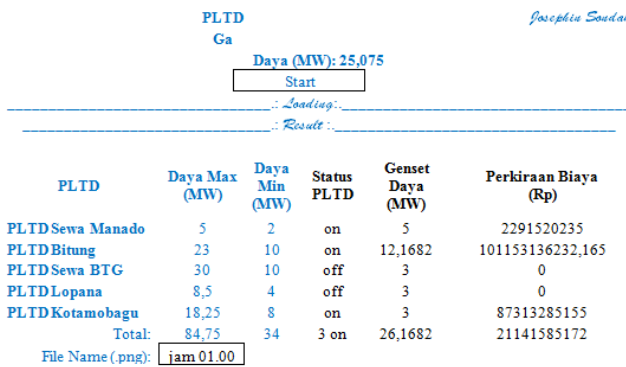 PLTD
Josephin Sonda
Ga
Daya (MW): 25,075
Start
.: Loading:.
.: Result :.
PLTD Daya Max (MW) Daya Min (MW) Status PLTD Genset Daya (MW) Perkiraan Biaya (Rp)
PLTD Sewa Manado 5 2 on 5 2291520235
PLTD Bitung 23 10 on 12,1682 101153136232,165
PLTD Sewa BTG 30 10 off 3 0
PLTD Lopana 8,5 4 off 3 0
PLTD Kotamobagu 18,25 8 on 3 87313285155
Total: 84,75 34 3 on 26,1682 21141585172
File Name (.png): jam 01.00